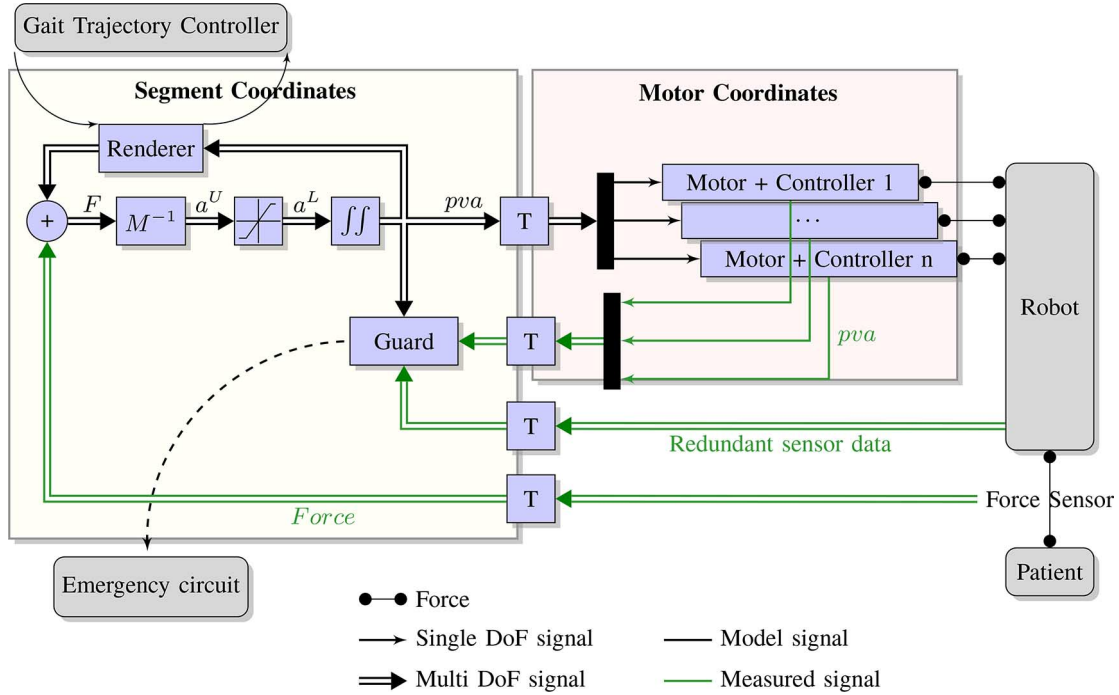 Gait Trajectory Controller
Segment Coordinates
Motor Coordinates
Renderer
Motor + Controller 1
+
F
M⁻¹
a^U
a^L
∫∫
pva
T
...
Motor + Controller n
Robot
Guard
T
pva
T
Redundant sensor data
T
Force
Force Sensor
Emergency circuit
Patient
Force
Single DoF signal
Model signal
Multi DoF signal
Measured signal